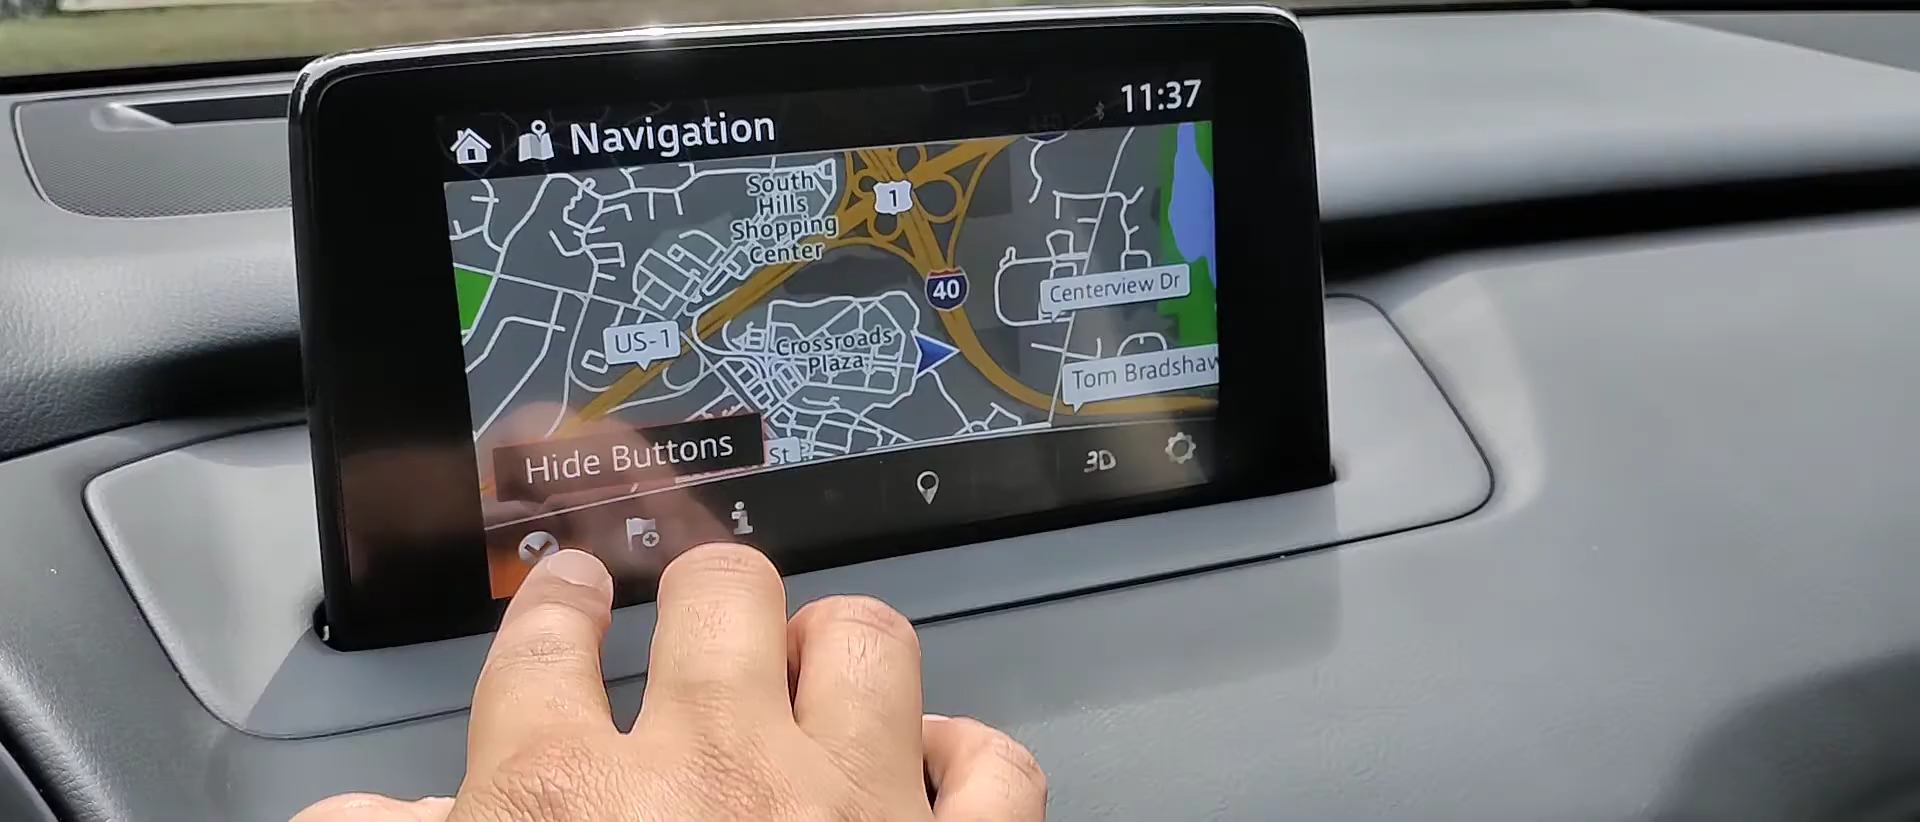 11:37
Navigation
South
Hills
Shopping
Center
1
40
Centerview Dr
US-1
Crossroads
Plaza
Tom Bradshaw
Hide Buttons
St
3D